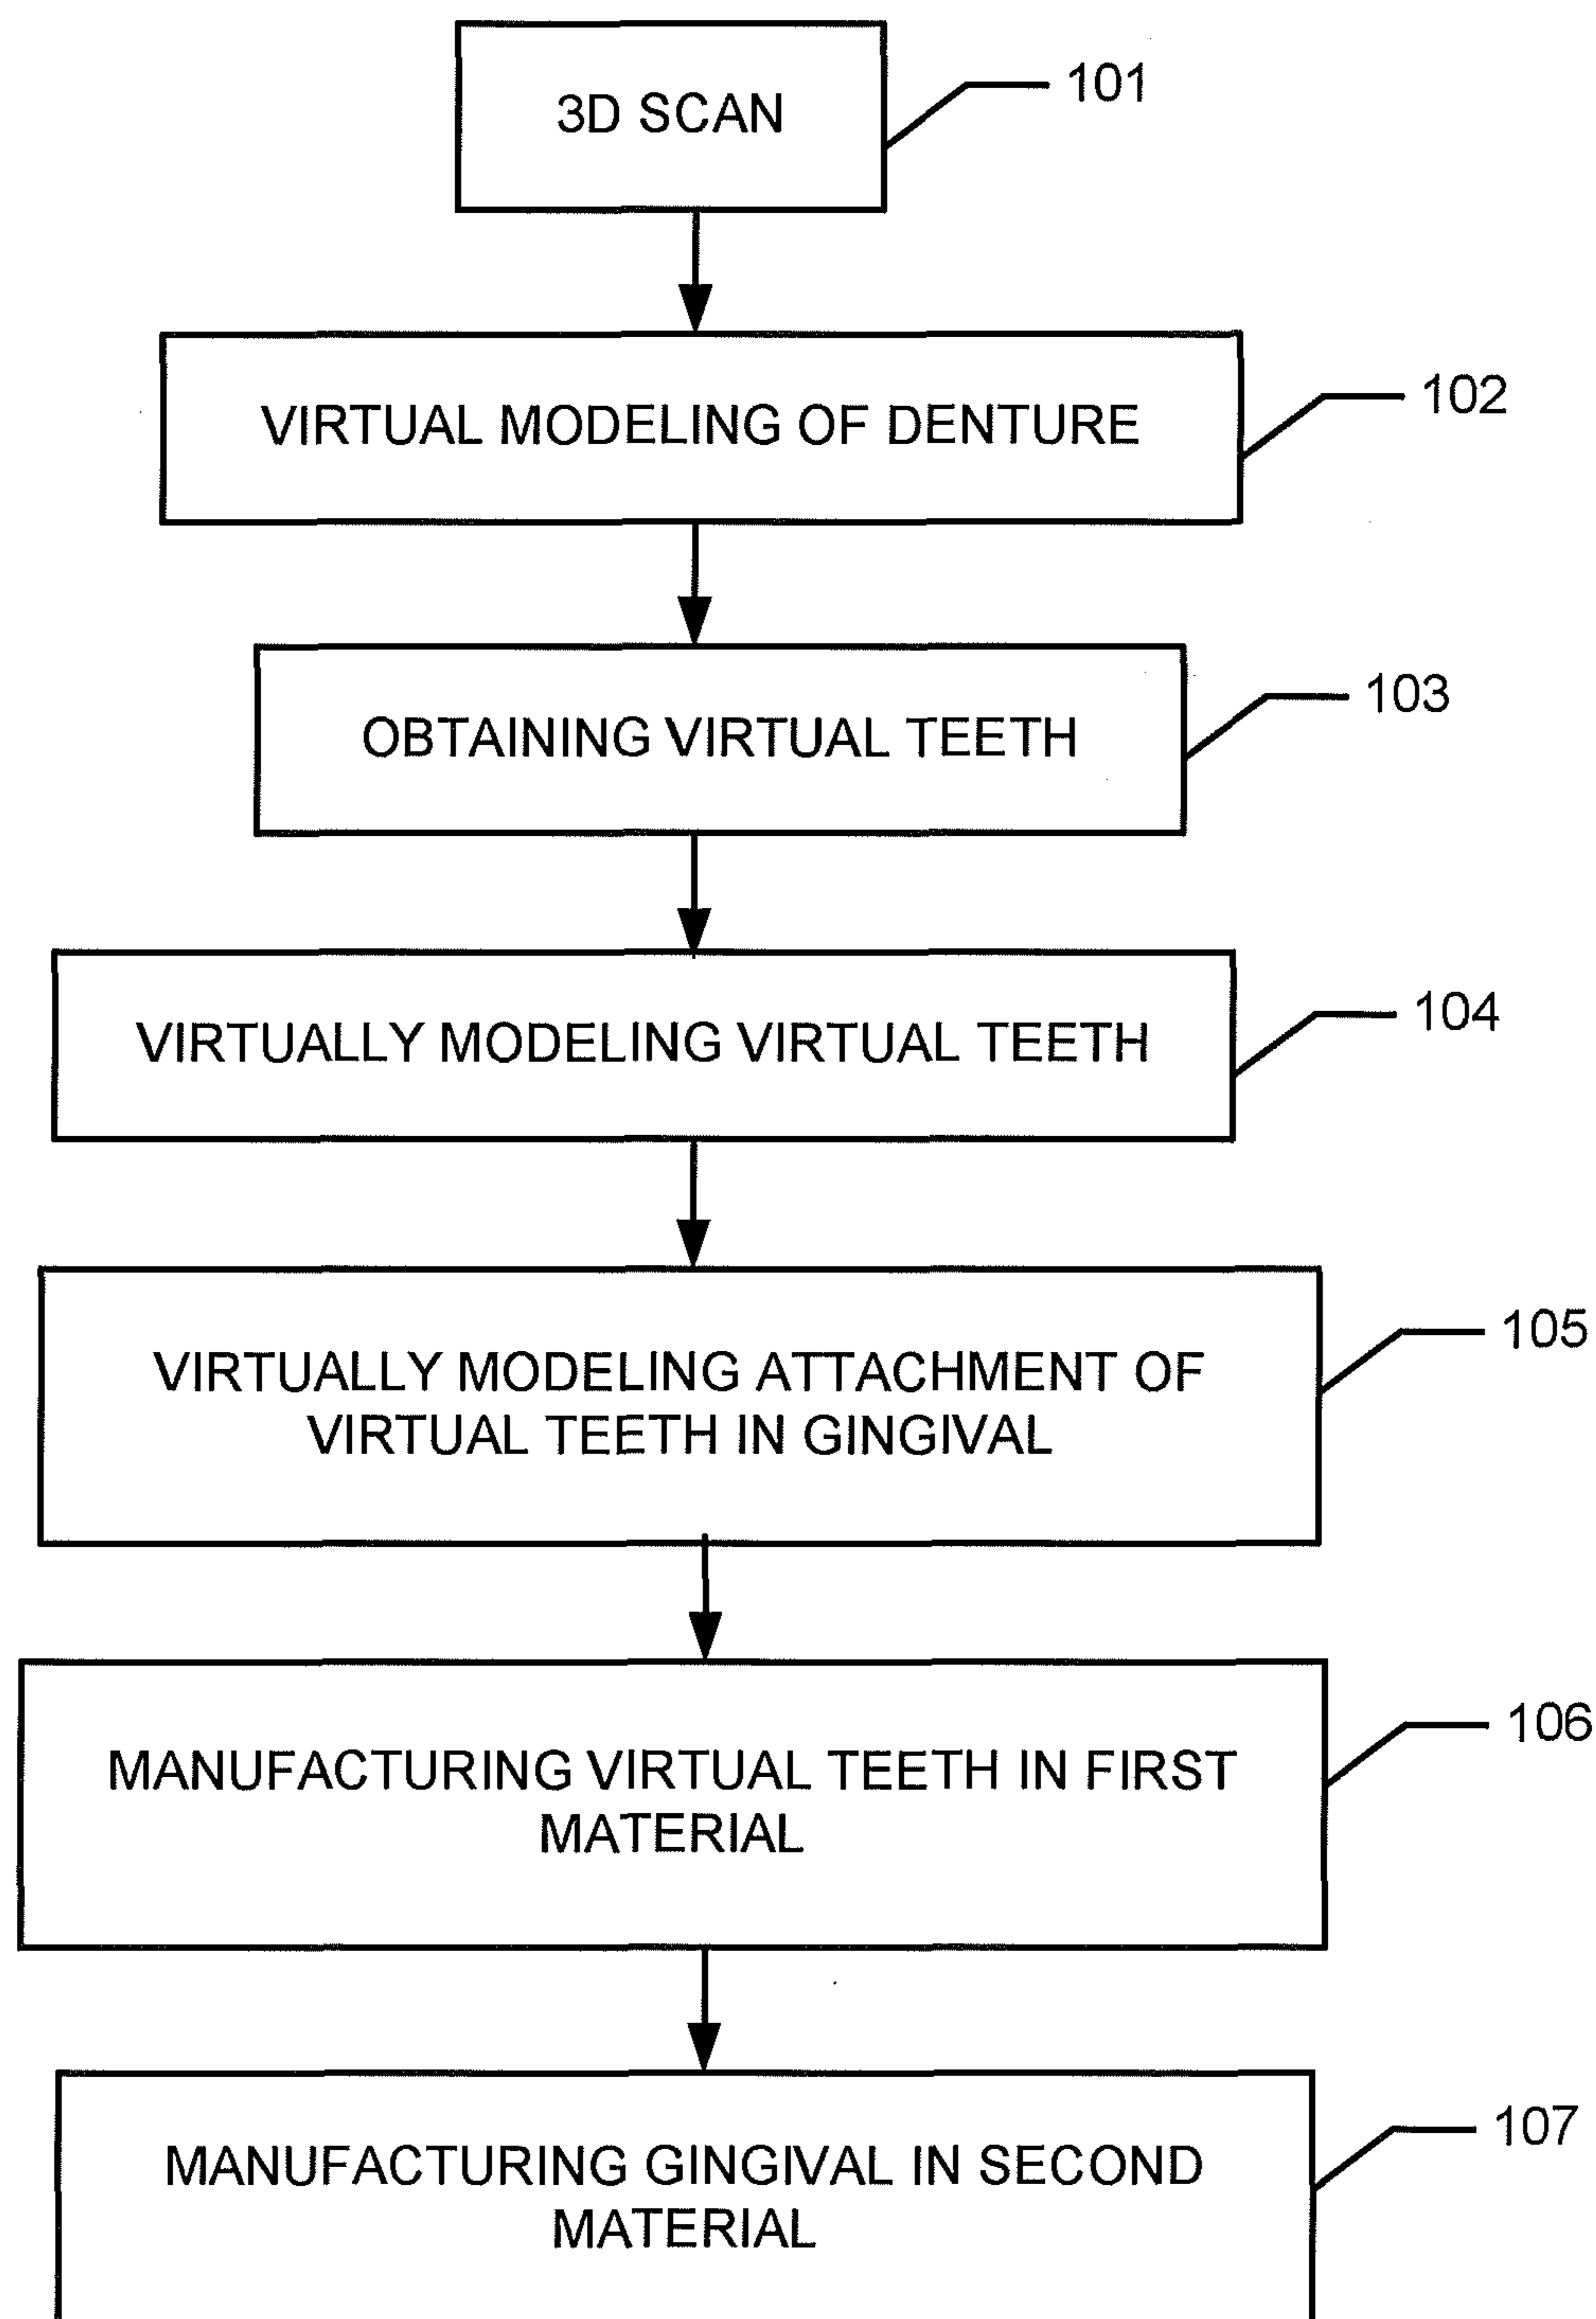 3D SCAN
101
VIRTUAL MODELING OF DENTURE
102
OBTAINING VIRTUAL TEETH
103
VIRTUALLY MODELING VIRTUAL TEETH
104
VIRTUALLY MODELING ATTACHMENT OF
VIRTUAL TEETH IN GINGIVAL
105
MANUFACTURING VIRTUAL TEETH IN FIRST
MATERIAL
106
MANUFACTURING GINGIVAL IN SECOND
MATERIAL
107